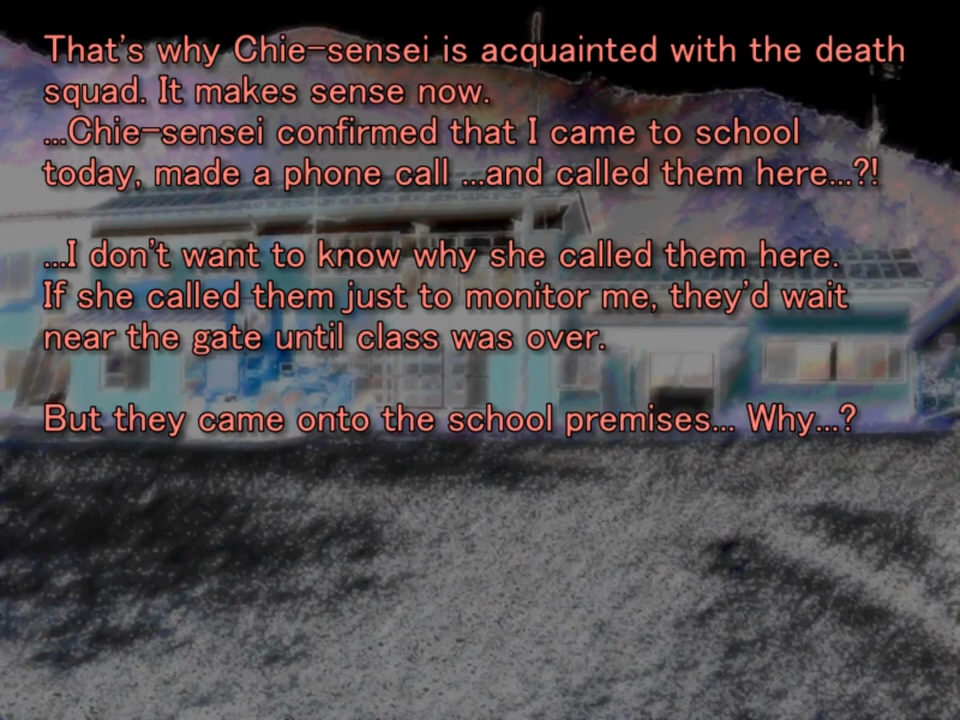 That's why Chie-sensei is acquainted with the death
squad. It makes sense now.
...Chie-sensei confirmed that I came to school
today, made a phone call ...and called them here...?!
...I don't want to know why she called them here.
If she called them just to monitor me, they'd wait
near the gate until class was over.
But they came onto the school premises... Why...?